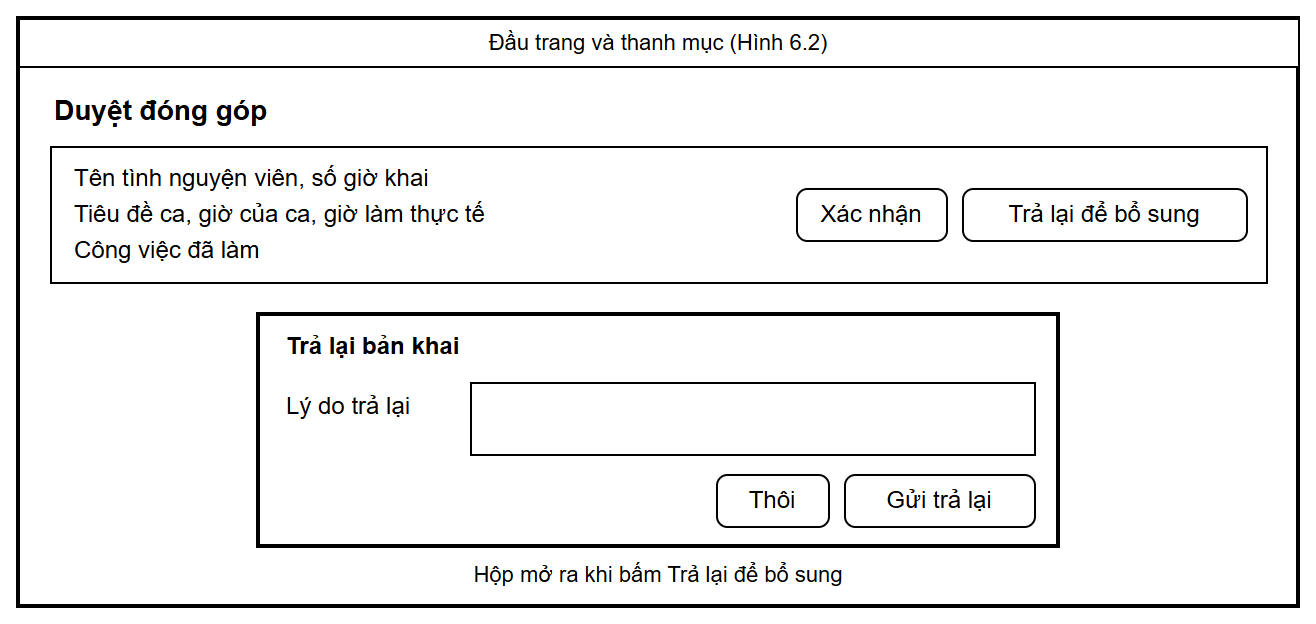 Đầu trang và thanh mục (Hình 6.2)
Duyệt đóng góp
Tên tình nguyện viên, số giờ khai
Tiêu đề ca, giờ của ca, giờ làm thực tế
Công việc đã làm
Xác nhận
Trả lại để bổ sung
Trả lại bản khai
Lý do trả lại
Thôi
Gửi trả lại
Hộp mở ra khi bấm Trả lại để bổ sung